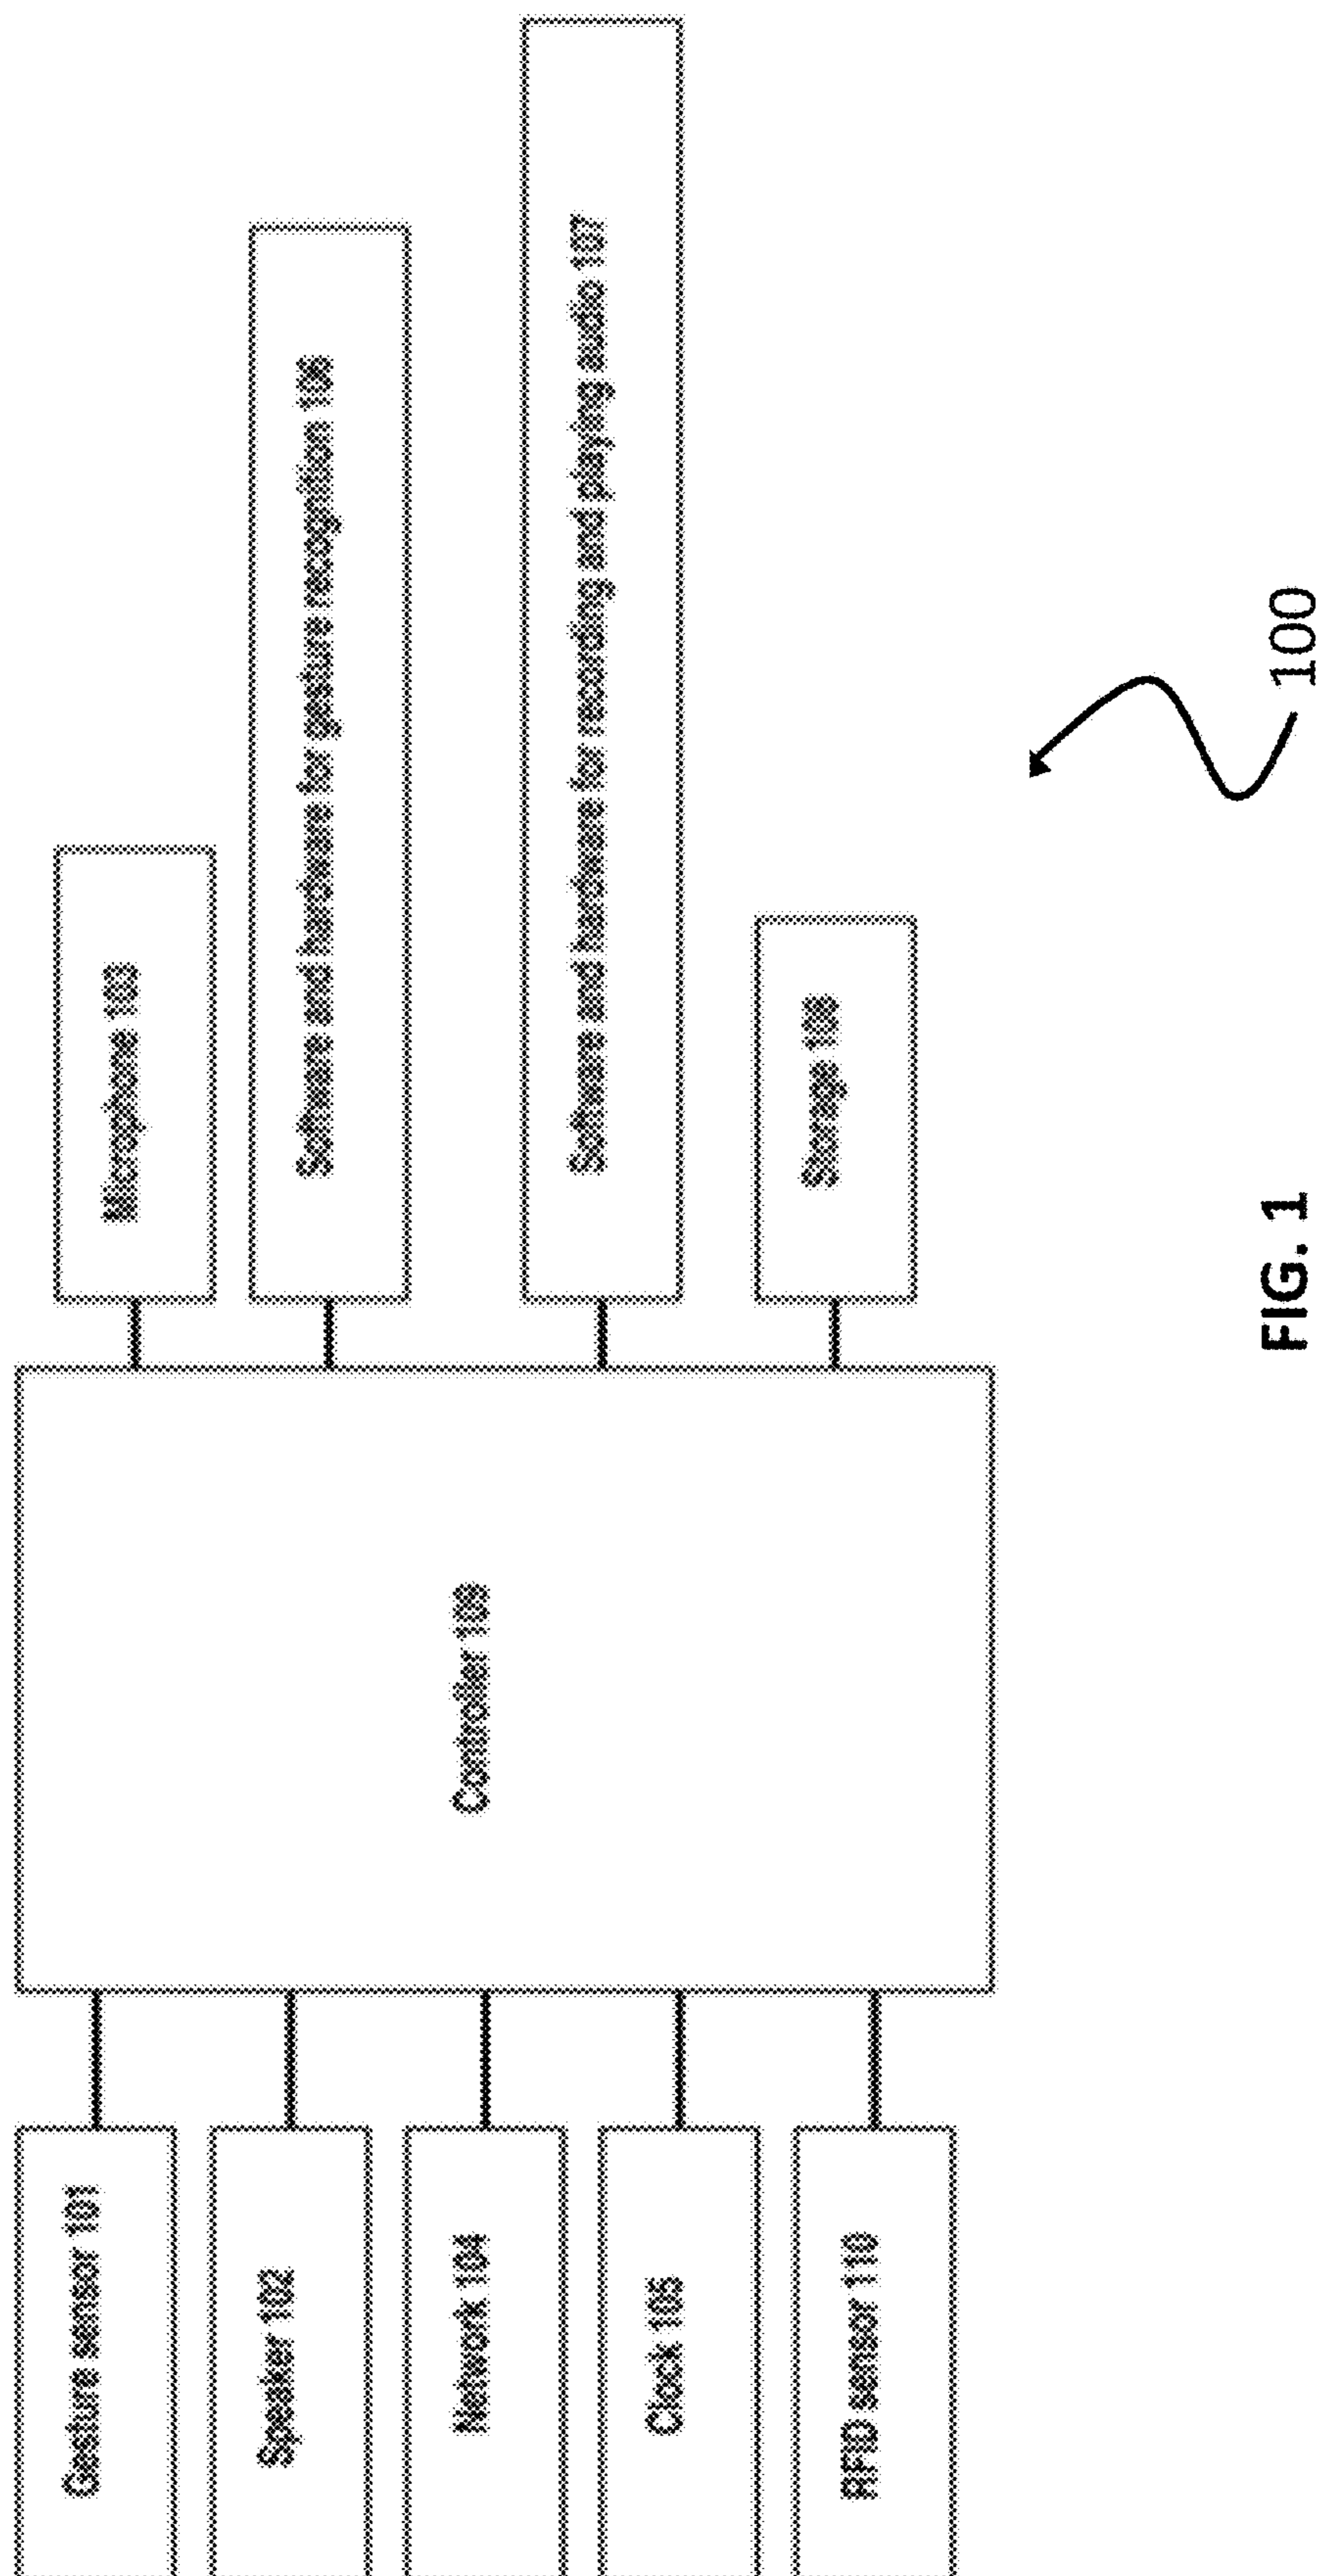 Gesture sensor 101
Speaker 102
Network 104
Clock 105
RFID sensor 110
Controller 109
Microphone 103
Software and hardware for gesture recognition 106
Software and hardware for recording and playing audio 107
Storage 108
100
FIG. 1